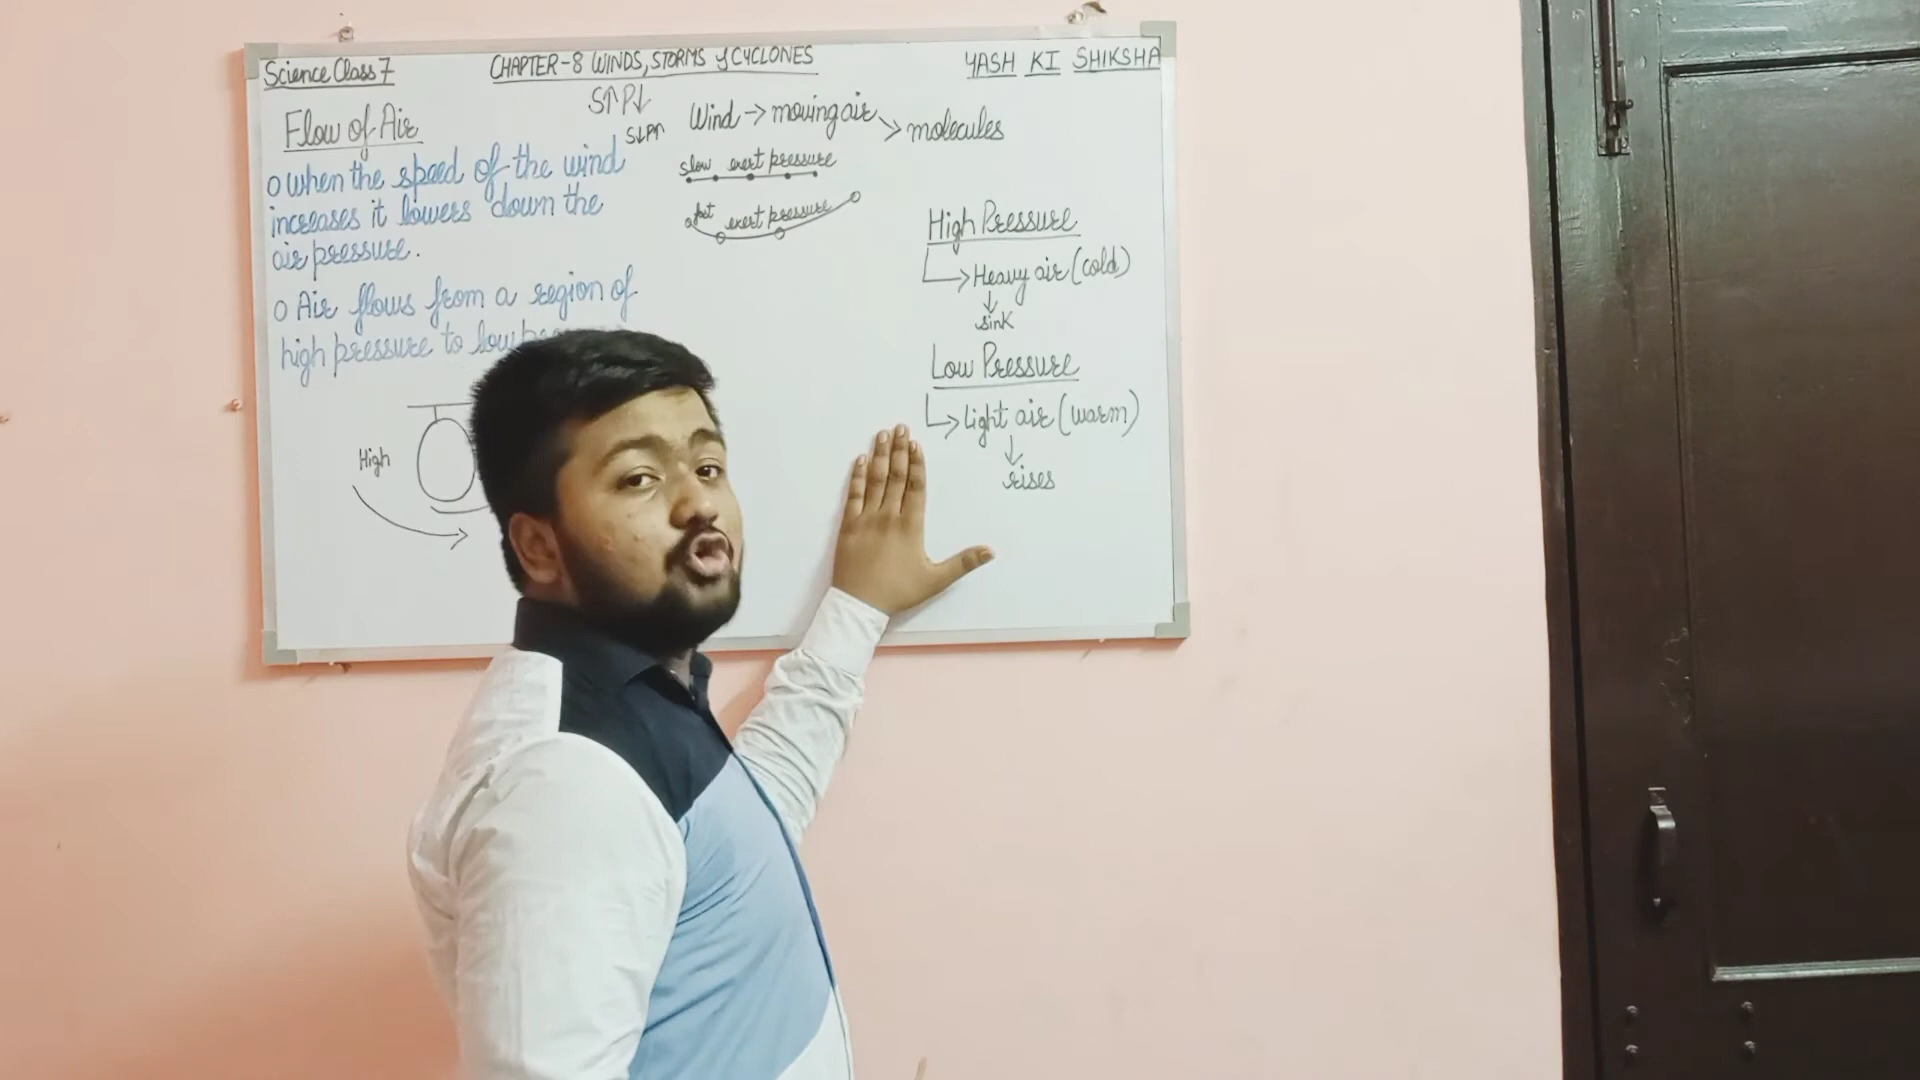 Science Class 7
CHAPTER-8 WINDS, STORMS & CYCLONES
YASH KI SHIKSHA
Flow of Air
S↑P↓
S↓P↑
o when the speed of the wind
increases it lowers down the
air pressure.
o Air flows from a region of
high pressure to low
High
Wind → moving air
→ molecules
slow exert pressure
fast exert pressure
High Pressure
→ Heavy air (cold)
↓
sink
Low Pressure
→ Light air (warm)
↓
rises